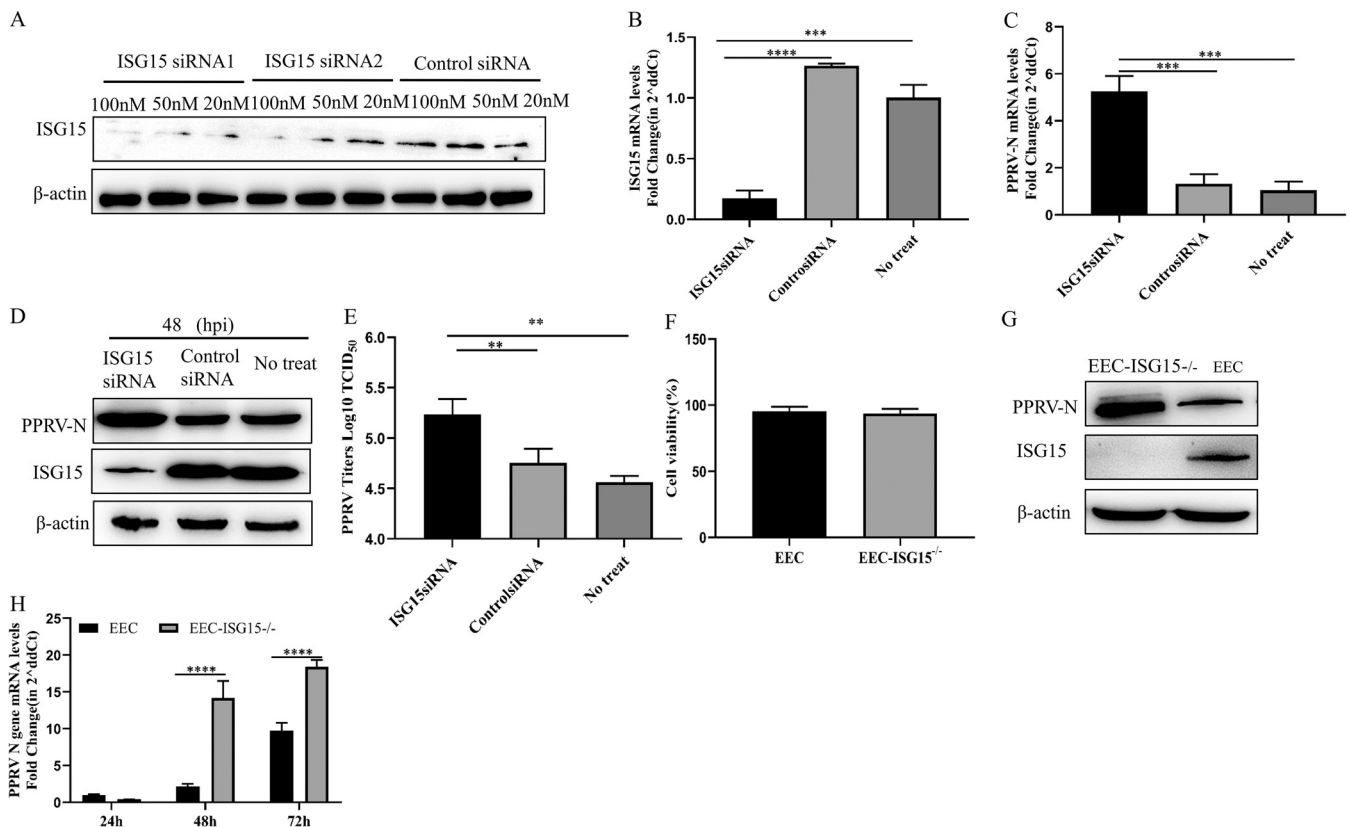 A
ISG15 siRNA1 ISG15 siRNA2 Control siRNA
100nM 50nM 20nM 100nM 50nM 20nM 100nM 50nM 20nM
ISG15
β-actin
B
ISG15 mRNA levels
Fold Change(in 2^ddCt)
1.5
1.0
0.5
0.0
***
****
ISG15siRNA
ControsiRNA
No treat
C
PPRV-N mRNA levels
Fold Change(in 2^ddCt)
8
6
4
2
0
***
***
ISG15siRNA
ControsiRNA
No treat
D
48 (hpi)
ISG15 siRNA
Control siRNA
No treat
PPRV-N
ISG15
β-actin
E
PPRV Titers Log10 TCID50
6.0
5.5
5.0
4.5
4.0
**
**
ISG15siRNA
ControlsiRNA
No treat
F
Cell viability(%)
150
100
50
0
EEC
EEC-ISG15-/-
G
EEC-ISG15-/- EEC
PPRV-N
ISG15
β-actin
H
PPRV N gene mRNA levels
Fold Change(in 2^ddCt)
25
20
15
10
5
0
EEC EEC-ISG15-/-
****
****
24h 48h 72h